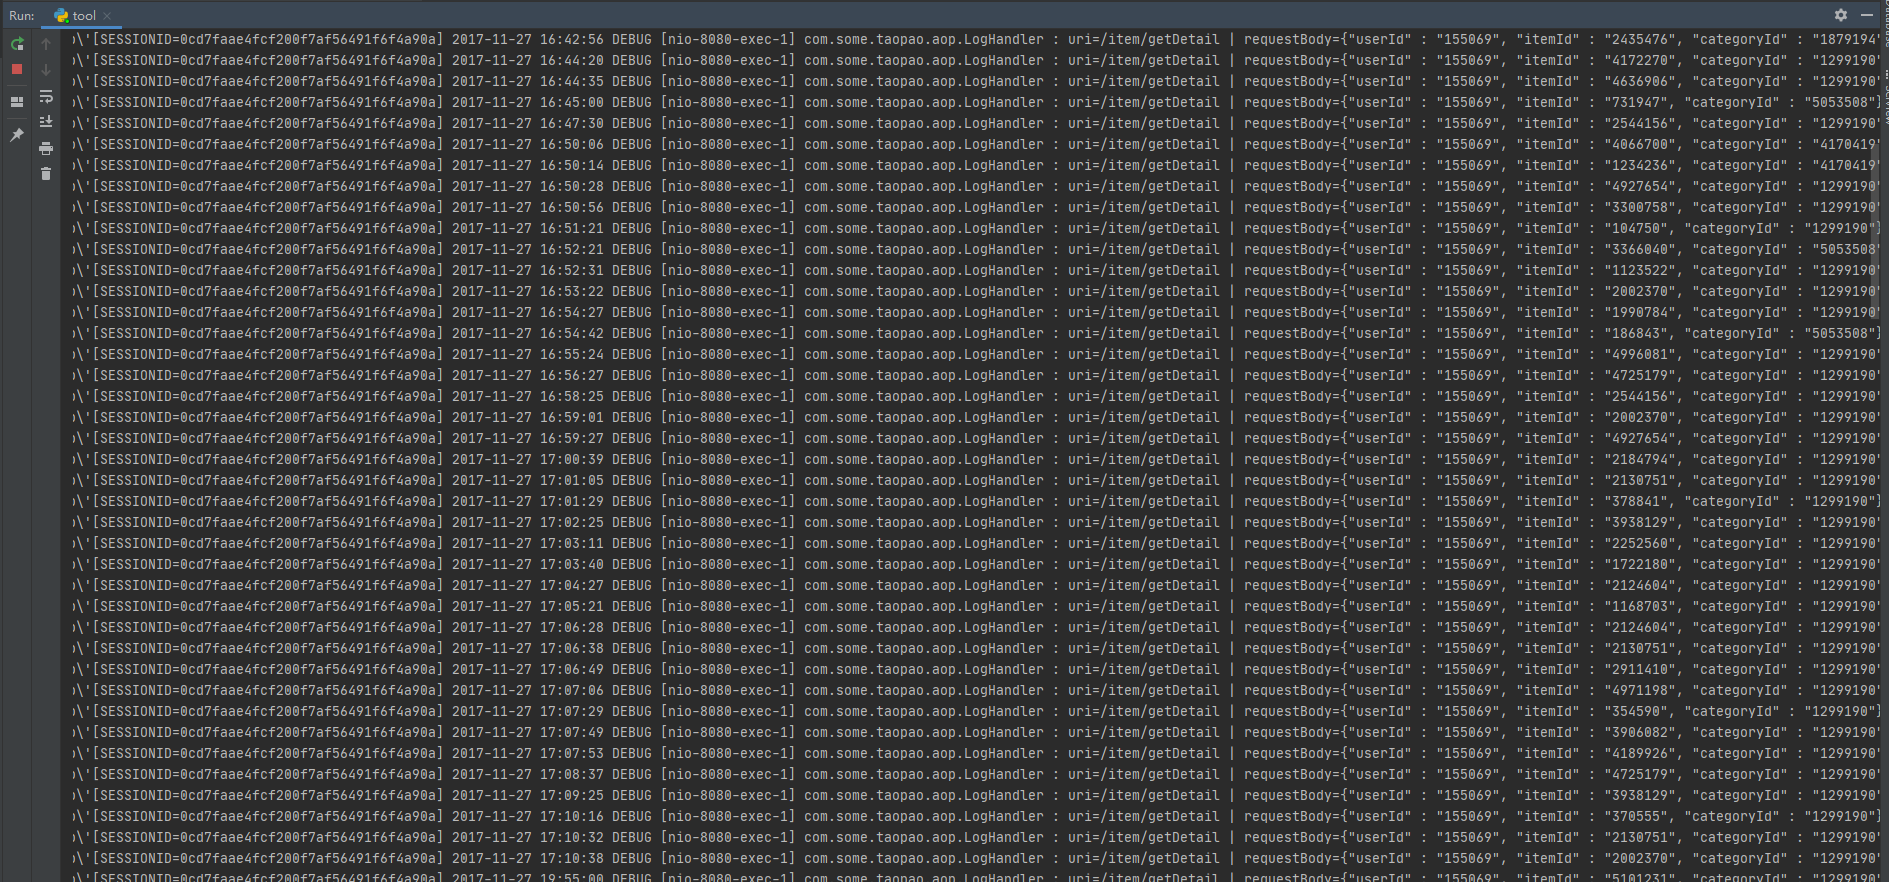 Run: tool
b\'[SESSIONID=0cd7faae4fcf200f7af56491f6f4a90a] 2017-11-27 16:42:56 DEBUG [nio-8080-exec-1] com.some.taopao.aop.LogHandler : uri=/item/getDetail | requestBody={"userId" : "155069", "itemId" : "2435476", "categoryId" : "1879194"
b\'[SESSIONID=0cd7faae4fcf200f7af56491f6f4a90a] 2017-11-27 16:44:20 DEBUG [nio-8080-exec-1] com.some.taopao.aop.LogHandler : uri=/item/getDetail | requestBody={"userId" : "155069", "itemId" : "4172270", "categoryId" : "1299190"
b\'[SESSIONID=0cd7faae4fcf200f7af56491f6f4a90a] 2017-11-27 16:44:35 DEBUG [nio-8080-exec-1] com.some.taopao.aop.LogHandler : uri=/item/getDetail | requestBody={"userId" : "155069", "itemId" : "4636906", "categoryId" : "1299190"
b\'[SESSIONID=0cd7faae4fcf200f7af56491f6f4a90a] 2017-11-27 16:45:00 DEBUG [nio-8080-exec-1] com.some.taopao.aop.LogHandler : uri=/item/getDetail | requestBody={"userId" : "155069", "itemId" : "731947", "categoryId" : "5053508"}
b\'[SESSIONID=0cd7faae4fcf200f7af56491f6f4a90a] 2017-11-27 16:47:30 DEBUG [nio-8080-exec-1] com.some.taopao.aop.LogHandler : uri=/item/getDetail | requestBody={"userId" : "155069", "itemId" : "2544156", "categoryId" : "1299190"
b\'[SESSIONID=0cd7faae4fcf200f7af56491f6f4a90a] 2017-11-27 16:50:06 DEBUG [nio-8080-exec-1] com.some.taopao.aop.LogHandler : uri=/item/getDetail | requestBody={"userId" : "155069", "itemId" : "4066700", "categoryId" : "4170419"
b\'[SESSIONID=0cd7faae4fcf200f7af56491f6f4a90a] 2017-11-27 16:50:14 DEBUG [nio-8080-exec-1] com.some.taopao.aop.LogHandler : uri=/item/getDetail | requestBody={"userId" : "155069", "itemId" : "1234236", "categoryId" : "4170419"
b\'[SESSIONID=0cd7faae4fcf200f7af56491f6f4a90a] 2017-11-27 16:50:28 DEBUG [nio-8080-exec-1] com.some.taopao.aop.LogHandler : uri=/item/getDetail | requestBody={"userId" : "155069", "itemId" : "4927654", "categoryId" : "1299190"
b\'[SESSIONID=0cd7faae4fcf200f7af56491f6f4a90a] 2017-11-27 16:50:56 DEBUG [nio-8080-exec-1] com.some.taopao.aop.LogHandler : uri=/item/getDetail | requestBody={"userId" : "155069", "itemId" : "3300758", "categoryId" : "1299190"
b\'[SESSIONID=0cd7faae4fcf200f7af56491f6f4a90a] 2017-11-27 16:51:21 DEBUG [nio-8080-exec-1] com.some.taopao.aop.LogHandler : uri=/item/getDetail | requestBody={"userId" : "155069", "itemId" : "104750", "categoryId" : "1299190"}
b\'[SESSIONID=0cd7faae4fcf200f7af56491f6f4a90a] 2017-11-27 16:52:21 DEBUG [nio-8080-exec-1] com.some.taopao.aop.LogHandler : uri=/item/getDetail | requestBody={"userId" : "155069", "itemId" : "3366040", "categoryId" : "5053508
b\'[SESSIONID=0cd7faae4fcf200f7af56491f6f4a90a] 2017-11-27 16:52:31 DEBUG [nio-8080-exec-1] com.some.taopao.aop.LogHandler : uri=/item/getDetail | requestBody={"userId" : "155069", "itemId" : "1123522", "categoryId" : "1299190"
b\'[SESSIONID=0cd7faae4fcf200f7af56491f6f4a90a] 2017-11-27 16:53:22 DEBUG [nio-8080-exec-1] com.some.taopao.aop.LogHandler : uri=/item/getDetail | requestBody={"userId" : "155069", "itemId" : "2002370", "categoryId" : "1299190"
b\'[SESSIONID=0cd7faae4fcf200f7af56491f6f4a90a] 2017-11-27 16:54:27 DEBUG [nio-8080-exec-1] com.some.taopao.aop.LogHandler : uri=/item/getDetail | requestBody={"userId" : "155069", "itemId" : "1990784", "categoryId" : "1299190"
b\'[SESSIONID=0cd7faae4fcf200f7af56491f6f4a90a] 2017-11-27 16:54:42 DEBUG [nio-8080-exec-1] com.some.taopao.aop.LogHandler : uri=/item/getDetail | requestBody={"userId" : "155069", "itemId" : "186843", "categoryId" : "5053508"}
b\'[SESSIONID=0cd7faae4fcf200f7af56491f6f4a90a] 2017-11-27 16:55:24 DEBUG [nio-8080-exec-1] com.some.taopao.aop.LogHandler : uri=/item/getDetail | requestBody={"userId" : "155069", "itemId" : "4996081", "categoryId" : "1299190"
b\'[SESSIONID=0cd7faae4fcf200f7af56491f6f4a90a] 2017-11-27 16:56:27 DEBUG [nio-8080-exec-1] com.some.taopao.aop.LogHandler : uri=/item/getDetail | requestBody={"userId" : "155069", "itemId" : "4725179", "categoryId" : "1299190"
b\'[SESSIONID=0cd7faae4fcf200f7af56491f6f4a90a] 2017-11-27 16:58:25 DEBUG [nio-8080-exec-1] com.some.taopao.aop.LogHandler : uri=/item/getDetail | requestBody={"userId" : "155069", "itemId" : "2544156", "categoryId" : "1299190"
b\'[SESSIONID=0cd7faae4fcf200f7af56491f6f4a90a] 2017-11-27 16:59:01 DEBUG [nio-8080-exec-1] com.some.taopao.aop.LogHandler : uri=/item/getDetail | requestBody={"userId" : "155069", "itemId" : "2002370", "categoryId" : "1299190"
b\'[SESSIONID=0cd7faae4fcf200f7af56491f6f4a90a] 2017-11-27 16:59:27 DEBUG [nio-8080-exec-1] com.some.taopao.aop.LogHandler : uri=/item/getDetail | requestBody={"userId" : "155069", "itemId" : "4927654", "categoryId" : "1299190"
b\'[SESSIONID=0cd7faae4fcf200f7af56491f6f4a90a] 2017-11-27 17:00:39 DEBUG [nio-8080-exec-1] com.some.taopao.aop.LogHandler : uri=/item/getDetail | requestBody={"userId" : "155069", "itemId" : "2184794", "categoryId" : "1299190"
b\'[SESSIONID=0cd7faae4fcf200f7af56491f6f4a90a] 2017-11-27 17:01:05 DEBUG [nio-8080-exec-1] com.some.taopao.aop.LogHandler : uri=/item/getDetail | requestBody={"userId" : "155069", "itemId" : "2130751", "categoryId" : "1299190"
b\'[SESSIONID=0cd7faae4fcf200f7af56491f6f4a90a] 2017-11-27 17:01:29 DEBUG [nio-8080-exec-1] com.some.taopao.aop.LogHandler : uri=/item/getDetail | requestBody={"userId" : "155069", "itemId" : "378841", "categoryId" : "1299190"}
b\'[SESSIONID=0cd7faae4fcf200f7af56491f6f4a90a] 2017-11-27 17:02:25 DEBUG [nio-8080-exec-1] com.some.taopao.aop.LogHandler : uri=/item/getDetail | requestBody={"userId" : "155069", "itemId" : "3938129", "categoryId" : "1299190"
b\'[SESSIONID=0cd7faae4fcf200f7af56491f6f4a90a] 2017-11-27 17:03:11 DEBUG [nio-8080-exec-1] com.some.taopao.aop.LogHandler : uri=/item/getDetail | requestBody={"userId" : "155069", "itemId" : "2252560", "categoryId" : "1299190"
b\'[SESSIONID=0cd7faae4fcf200f7af56491f6f4a90a] 2017-11-27 17:03:40 DEBUG [nio-8080-exec-1] com.some.taopao.aop.LogHandler : uri=/item/getDetail | requestBody={"userId" : "155069", "itemId" : "1722180", "categoryId" : "1299190"
b\'[SESSIONID=0cd7faae4fcf200f7af56491f6f4a90a] 2017-11-27 17:04:27 DEBUG [nio-8080-exec-1] com.some.taopao.aop.LogHandler : uri=/item/getDetail | requestBody={"userId" : "155069", "itemId" : "2124604", "categoryId" : "1299190"
b\'[SESSIONID=0cd7faae4fcf200f7af56491f6f4a90a] 2017-11-27 17:05:21 DEBUG [nio-8080-exec-1] com.some.taopao.aop.LogHandler : uri=/item/getDetail | requestBody={"userId" : "155069", "itemId" : "1168703", "categoryId" : "1299190"
b\'[SESSIONID=0cd7faae4fcf200f7af56491f6f4a90a] 2017-11-27 17:06:28 DEBUG [nio-8080-exec-1] com.some.taopao.aop.LogHandler : uri=/item/getDetail | requestBody={"userId" : "155069", "itemId" : "2124604", "categoryId" : "1299190"
b\'[SESSIONID=0cd7faae4fcf200f7af56491f6f4a90a] 2017-11-27 17:06:38 DEBUG [nio-8080-exec-1] com.some.taopao.aop.LogHandler : uri=/item/getDetail | requestBody={"userId" : "155069", "itemId" : "2130751", "categoryId" : "1299190"
b\'[SESSIONID=0cd7faae4fcf200f7af56491f6f4a90a] 2017-11-27 17:06:49 DEBUG [nio-8080-exec-1] com.some.taopao.aop.LogHandler : uri=/item/getDetail | requestBody={"userId" : "155069", "itemId" : "2911410", "categoryId" : "1299190"
b\'[SESSIONID=0cd7faae4fcf200f7af56491f6f4a90a] 2017-11-27 17:07:06 DEBUG [nio-8080-exec-1] com.some.taopao.aop.LogHandler : uri=/item/getDetail | requestBody={"userId" : "155069", "itemId" : "4971198", "categoryId" : "1299190"
b\'[SESSIONID=0cd7faae4fcf200f7af56491f6f4a90a] 2017-11-27 17:07:29 DEBUG [nio-8080-exec-1] com.some.taopao.aop.LogHandler : uri=/item/getDetail | requestBody={"userId" : "155069", "itemId" : "354590", "categoryId" : "1299190"}
b\'[SESSIONID=0cd7faae4fcf200f7af56491f6f4a90a] 2017-11-27 17:07:49 DEBUG [nio-8080-exec-1] com.some.taopao.aop.LogHandler : uri=/item/getDetail | requestBody={"userId" : "155069", "itemId" : "3906082", "categoryId" : "1299190"
b\'[SESSIONID=0cd7faae4fcf200f7af56491f6f4a90a] 2017-11-27 17:07:53 DEBUG [nio-8080-exec-1] com.some.taopao.aop.LogHandler : uri=/item/getDetail | requestBody={"userId" : "155069", "itemId" : "4189926", "categoryId" : "1299190"
b\'[SESSIONID=0cd7faae4fcf200f7af56491f6f4a90a] 2017-11-27 17:08:37 DEBUG [nio-8080-exec-1] com.some.taopao.aop.LogHandler : uri=/item/getDetail | requestBody={"userId" : "155069", "itemId" : "4725179", "categoryId" : "1299190"
b\'[SESSIONID=0cd7faae4fcf200f7af56491f6f4a90a] 2017-11-27 17:09:25 DEBUG [nio-8080-exec-1] com.some.taopao.aop.LogHandler : uri=/item/getDetail | requestBody={"userId" : "155069", "itemId" : "3938129", "categoryId" : "1299190"
b\'[SESSIONID=0cd7faae4fcf200f7af56491f6f4a90a] 2017-11-27 17:10:16 DEBUG [nio-8080-exec-1] com.some.taopao.aop.LogHandler : uri=/item/getDetail | requestBody={"userId" : "155069", "itemId" : "370555", "categoryId" : "1299190"}
b\'[SESSIONID=0cd7faae4fcf200f7af56491f6f4a90a] 2017-11-27 17:10:32 DEBUG [nio-8080-exec-1] com.some.taopao.aop.LogHandler : uri=/item/getDetail | requestBody={"userId" : "155069", "itemId" : "2130751", "categoryId" : "1299190"
b\'[SESSIONID=0cd7faae4fcf200f7af56491f6f4a90a] 2017-11-27 17:10:38 DEBUG [nio-8080-exec-1] com.some.taopao.aop.LogHandler : uri=/item/getDetail | requestBody={"userId" : "155069", "itemId" : "2002370", "categoryId" : "1299190"
b\'[SESSIONID=0cd7faae4fcf200f7af56491f6f4a90a] 2017-11-27 19:55:00 DEBUG [nio-8080-exec-1] com.some.taopao.aop.LogHandler : uri=/item/getDetail | requestBody={"userId" : "155069", "itemId" : "5101231", "categoryId" : "1299190"